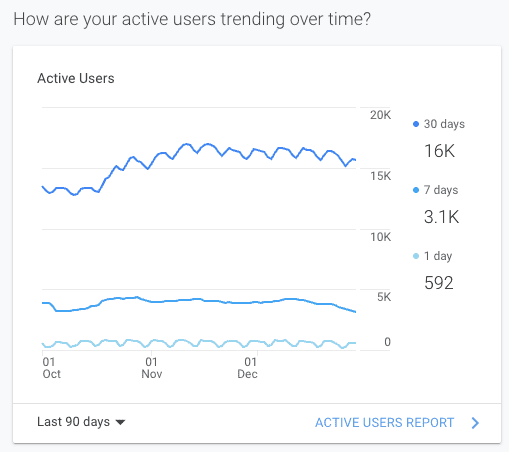 How are your active users trending over time?
Active Users
20K
15K
10K
5K
0
01
Oct
01
Nov
01
Dec
30 days
16K
7 days
3.1K
1 day
592
Last 90 days
ACTIVE USERS REPORT